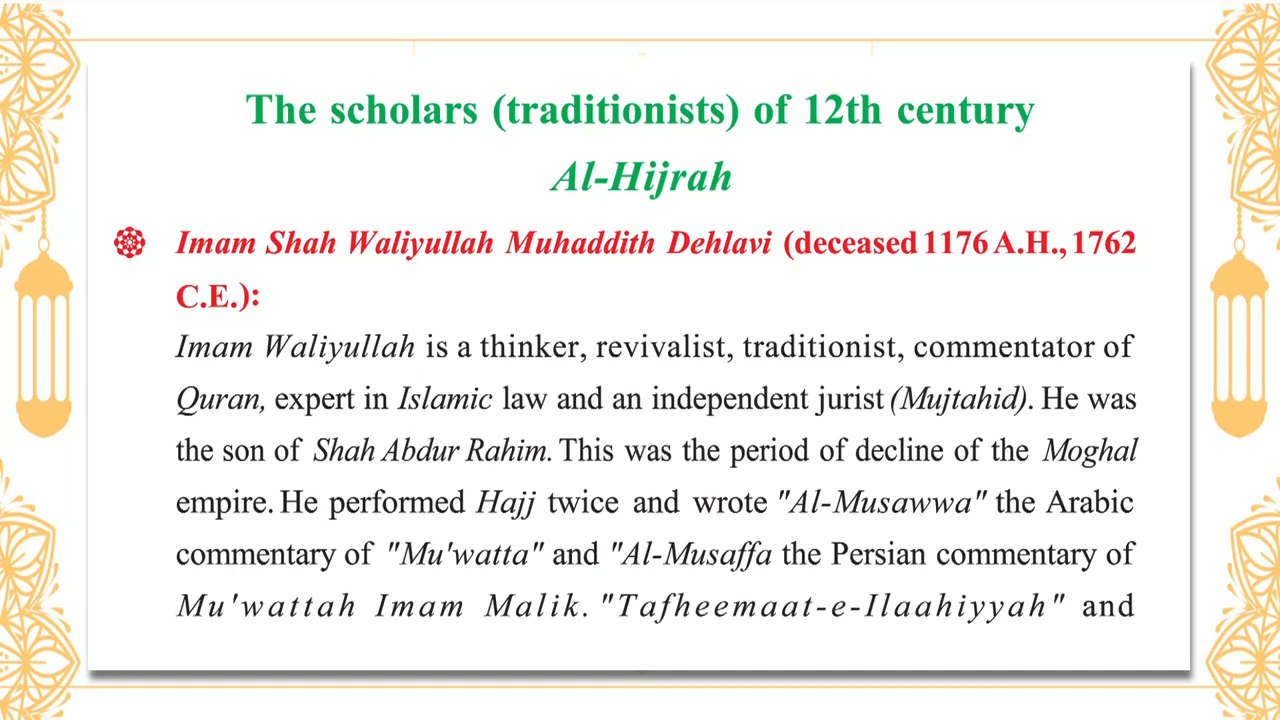 The scholars (traditionists) of 12th century
Al-Hijrah
Imam Shah Waliyullah Muhaddith Dehlavi (deceased 1176 A.H., 1762
C.E.):
Imam Waliyullah is a thinker, revivalist, traditionist, commentator of
Quran, expert in Islamic law and an independent jurist (Mujtahid). He was
the son of Shah Abdur Rahim. This was the period of decline of the Moghal
empire. He performed Hajj twice and wrote "Al-Musawwa" the Arabic
commentary of "Mu'watta" and "Al-Musaffa the Persian commentary of
Mu'wattah Imam Malik. "Tafheemaat-e-Ilaahiyyah" and